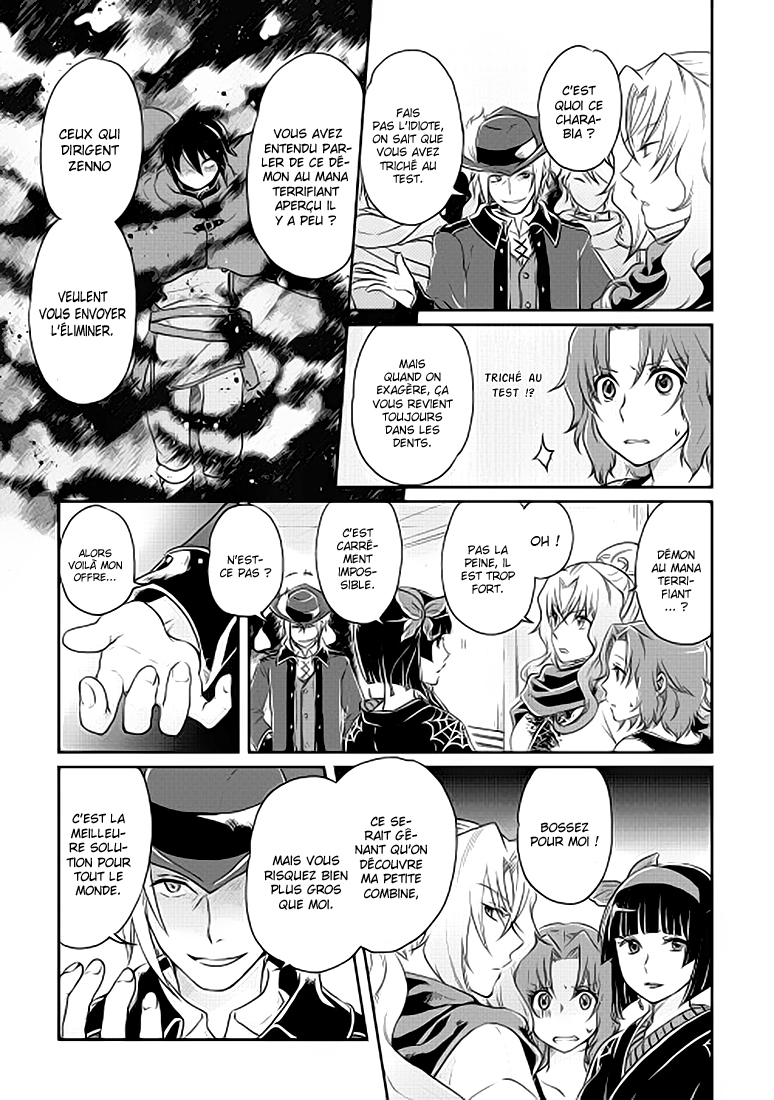 C'EST
QUOI CE
CHARA-
BIA ?
FAIS
PAS L'IDIOTE,
ON SAIT QUE
VOUS AVEZ
TRICHÉ AU
TEST.
TRICHÉ AU
TEST !?
MAIS
QUAND ON
EXAGÈRE, ÇA
VOUS REVIENT
TOUJOURS
DANS LES
DENTS.
VOUS AVEZ
ENTENDU PAR-
LER DE CE DÉ-
MON AU MANA
TERRIFIANT
APERÇU IL
Y A PEU ?
CEUX QUI
DIRIGENT
ZENNO
VEULENT
VOUS ENVOYER
L'ÉLIMINER.
DÉMON
AU MANA
TERRI-
FIANT
... ?
OH !
PAS LA
PEINE, IL
EST TROP
FORT.
C'EST
CARRÉ-
MENT
IMPOS-
SIBLE.
N'EST-
CE PAS ?
ALORS
VOILÀ MON
OFFRE...
BOSSEZ
POUR MOI !
CE SE-
RAIT GÊ-
NANT QU'ON
DÉCOUVRE
MA PETITE
COMBINE,
MAIS VOUS
RISQUEZ BIEN
PLUS GROS
QUE MOI.
C'EST LA
MEILLEU-
RE SOLU-
TION POUR
TOUT LE
MONDE.